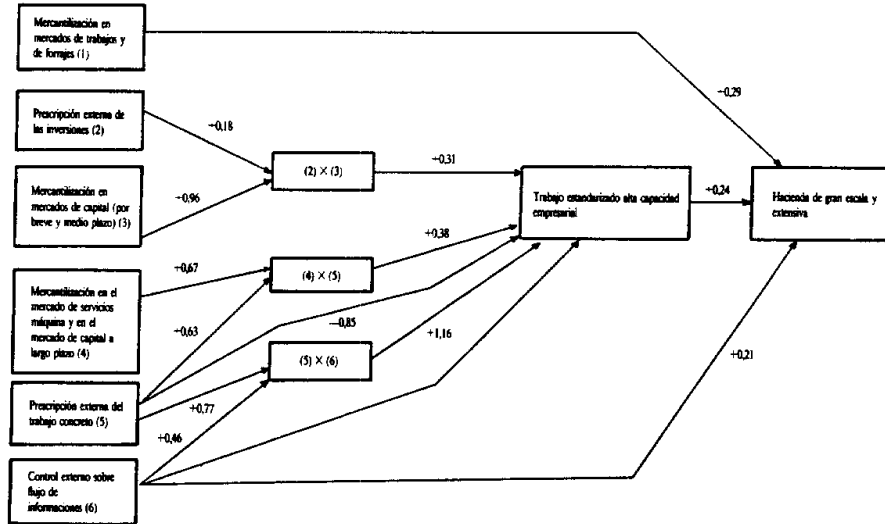 Mercantilización en
mercados de trabajos y
de forrajes (1)
+0,29
Prescripción externa de
las inversiones (2)
+0,18
(2) × (3)
+0,31
Mercantilización en
mercados de capital (por
breve y medio plazo) (3)
+0,96
Trabajo estandarizado alta capacidad
empresarial
+0,24
Hacienda de gran escala y
extensiva
Mercantilización en el
mercado de servicios
máquina y en el
mercado de capital a
largo plazo (4)
+0,67
(4) × (5)
+0,38
+0,63
—0,85
+1,16
(5) × (6)
+0,21
Prescripción externa del
trabajo concreto (5)
+0,77
+0,46
Control externo sobre
flujo de
informaciones (6)